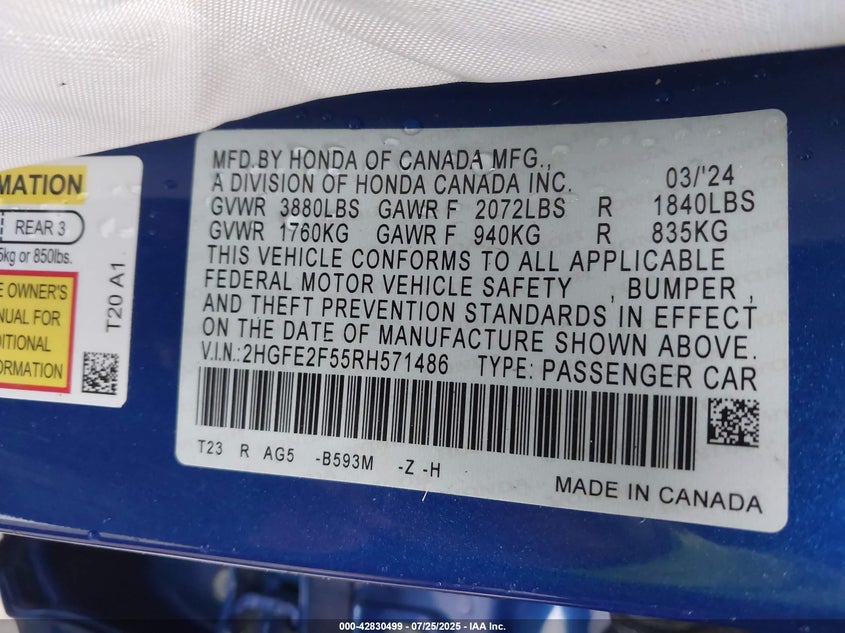 MFD.BY HONDA OF CANADA MFG.,
A DIVISION OF HONDA CANADA INC. 03/'24
GVWR 3880LBS GAWR F 2072LBS R 1840LBS
GVWR 1760KG GAWR F 940KG R 835KG
THIS VEHICLE CONFORMS TO ALL APPLICABLE
FEDERAL MOTOR VEHICLE SAFETY , BUMPER ,
AND THEFT PREVENTION STANDARDS IN EFFECT
ON THE DATE OF MANUFACTURE SHOWN ABOVE.
V.I.N.:2HGFE2F55RH571486 TYPE: PASSENGER CAR
T23 R AG5 -B593M -Z -H
MADE IN CANADA
MATION
REAR 3
5kg or 850lbs.
E OWNER'S
NUAL FOR
DITIONAL
ORMATION
T20 A1
000-42830499 - 07/25/2025 - IAA Inc.